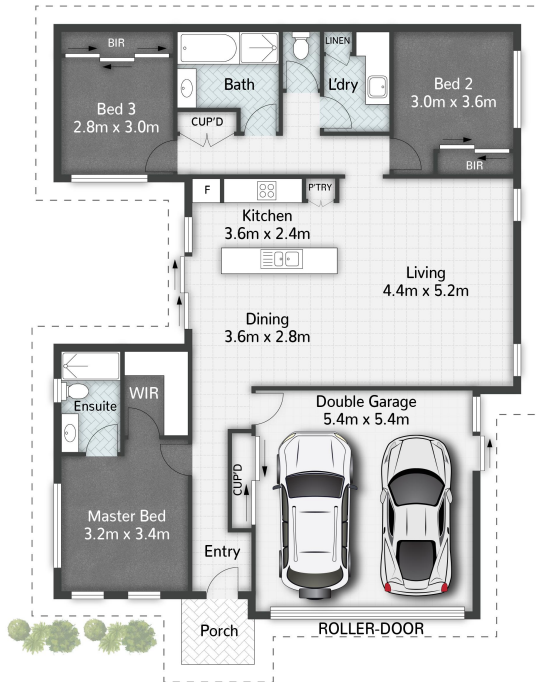 BIR
LINEN
Bath
L'dry
Bed 2
3.0m x 3.6m
Bed 3
2.8m x 3.0m
CUP'D
BIR
F
P'TRY
Kitchen
3.6m x 2.4m
Living
4.4m x 5.2m
Dining
3.6m x 2.8m
WIR
Ensuite
Double Garage
5.4m x 5.4m
CUP'D
Master Bed
3.2m x 3.4m
Entry
Porch
ROLLER-DOOR